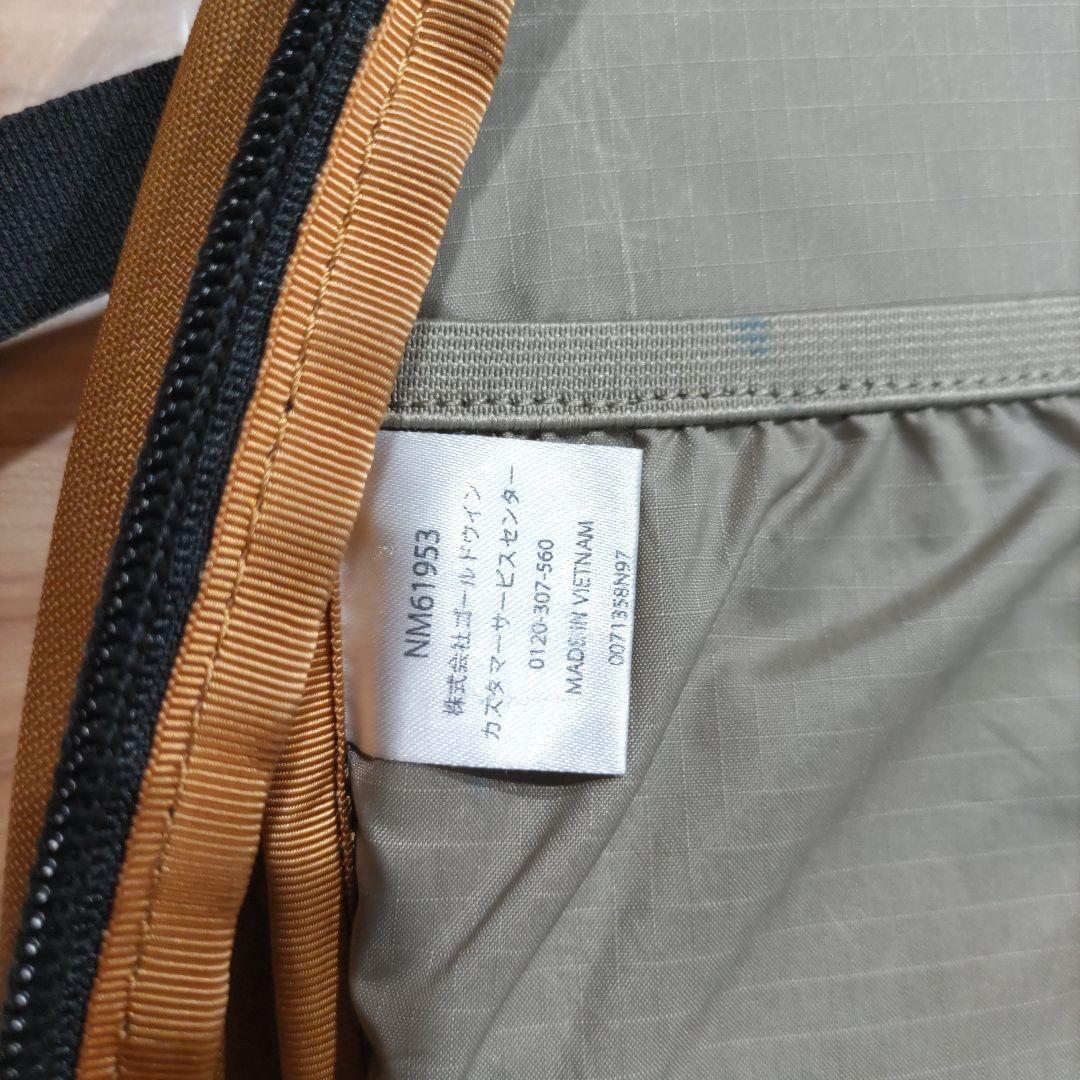 NM61953
株式会社ゴールドウイン
カスタマーサービスセンター
0120-307-560
MADE IN VIETNAM
0071358N97